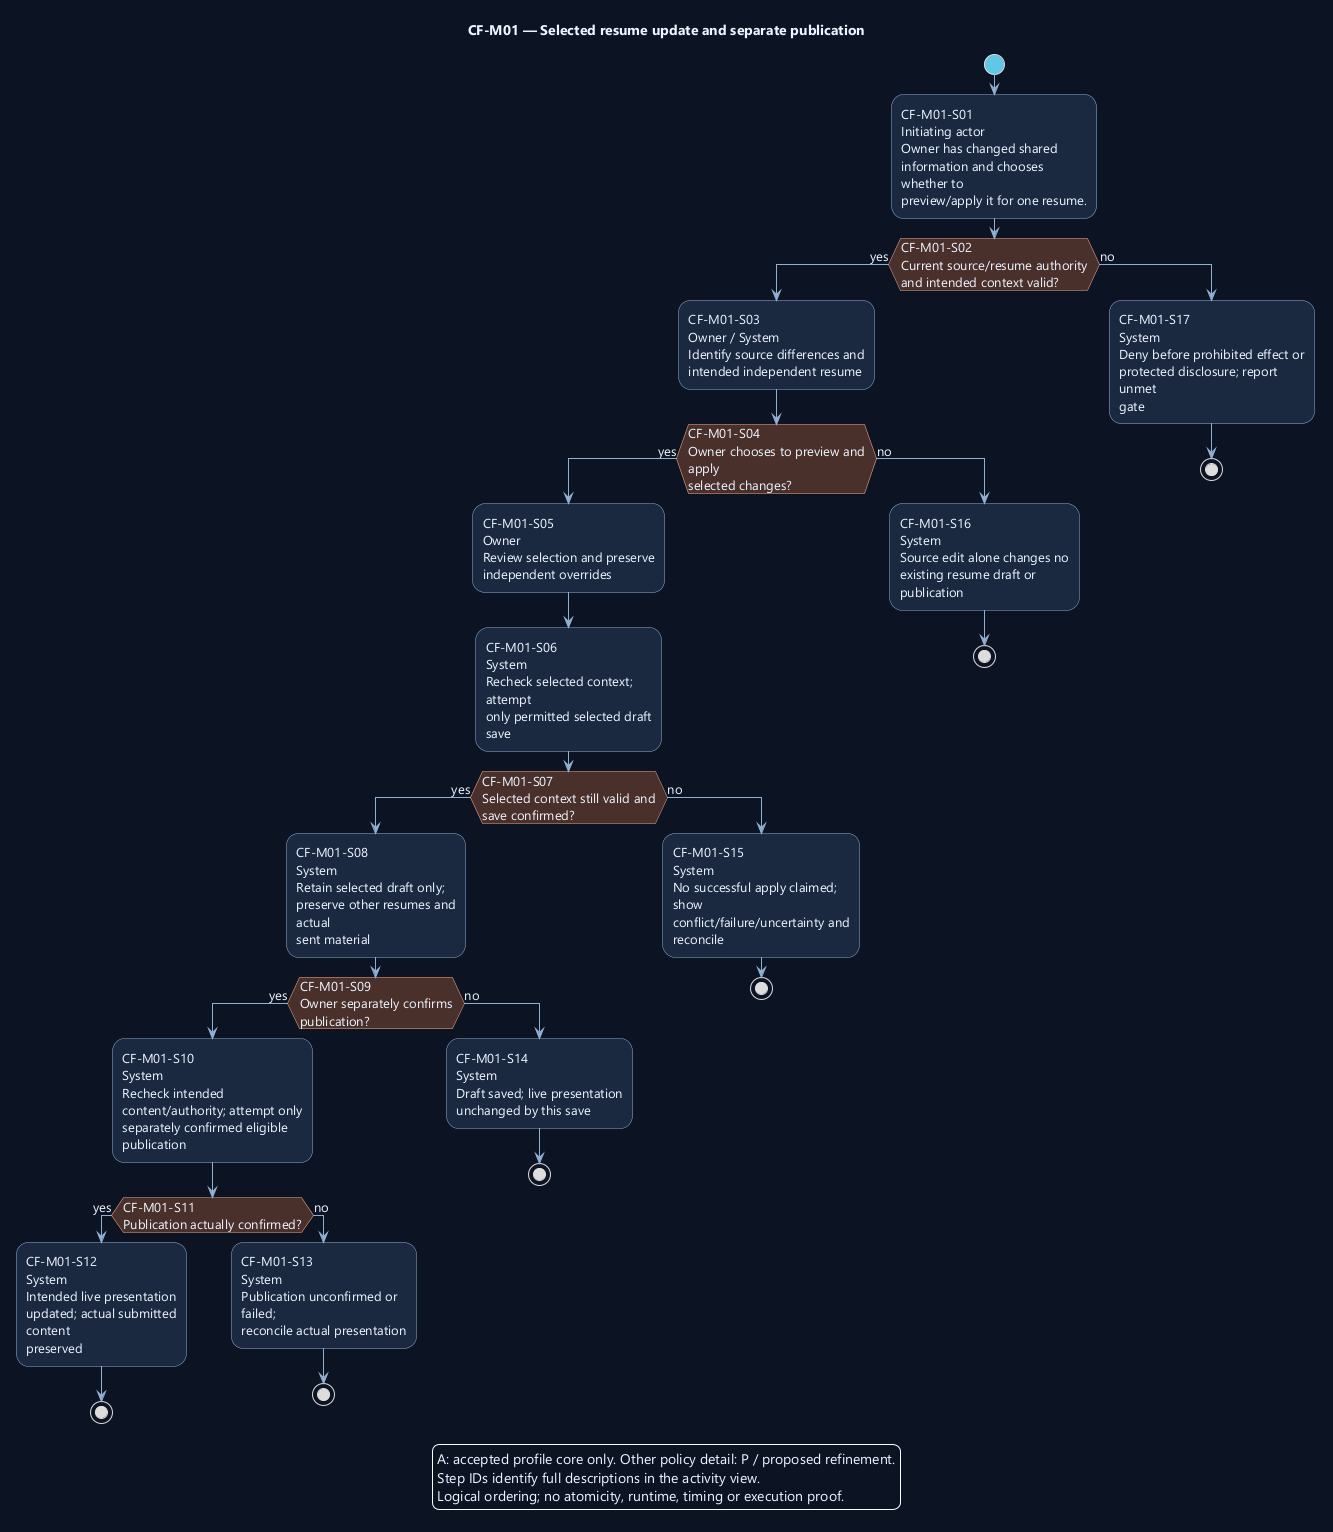 CF-M01 — Selected resume update and separate publication
CF-M01-S01
Initiating actor
Owner has changed shared
information and chooses
whether to
preview/apply it for one resume.
CF-M01-S02
Current source/resume authority
and intended context valid?
yes
no
CF-M01-S03
Owner / System
Identify source differences and
intended independent resume
CF-M01-S17
System
Deny before prohibited effect or
protected disclosure; report
unmet
gate
CF-M01-S04
Owner chooses to preview and
apply
selected changes?
yes
no
CF-M01-S05
Owner
Review selection and preserve
independent overrides
CF-M01-S16
System
Source edit alone changes no
existing resume draft or
publication
CF-M01-S06
System
Recheck selected context;
attempt
only permitted selected draft
save
CF-M01-S07
Selected context still valid and
save confirmed?
yes
no
CF-M01-S08
System
Retain selected draft only;
preserve other resumes and
actual
sent material
CF-M01-S15
System
No successful apply claimed;
show
conflict/failure/uncertainty and
reconcile
CF-M01-S09
Owner separately confirms
publication?
yes
no
CF-M01-S10
System
Recheck intended
content/authority; attempt only
separately confirmed eligible
publication
CF-M01-S14
System
Draft saved; live presentation
unchanged by this save
CF-M01-S11
Publication actually confirmed?
yes
no
CF-M01-S12
System
Intended live presentation
updated; actual submitted
content
preserved
CF-M01-S13
System
Publication unconfirmed or
failed;
reconcile actual presentation
A: accepted profile core only. Other policy detail: P / proposed refinement.
Step IDs identify full descriptions in the activity view.
Logical ordering; no atomicity, runtime, timing or execution proof.